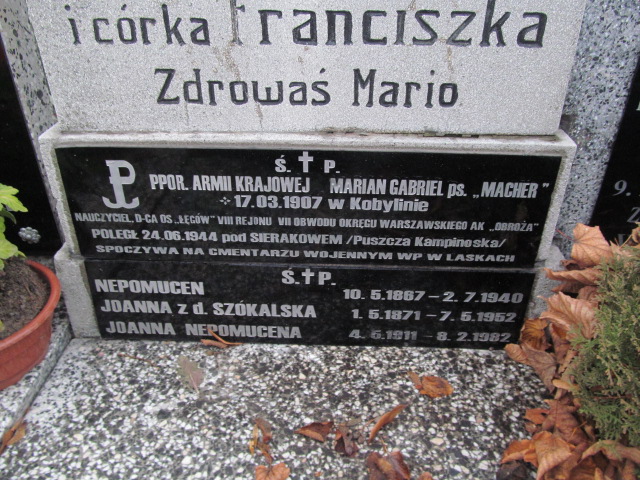 i córka Franciszka
Zdrowaś Mario
Ś. † P.
PPOR. ARMII KRAJOWEJ MARIAN GABRIEL ps. „MACHER"
17.03.1907 w Kobylinie
NAUCZYCIEL, D-CA OS. „ŁĘGÓW" VIII REJONU VII OBWODU OKRĘGU WARSZAWSKIEGO AK „OBROŻA"
POLEGŁ 24.06.1944 pod SIERAKOWEM /Puszcza Kampinoska/
SPOCZYWA NA CMENTARZU WOJENNYM WP W LASKACH
Ś † P.
NEPOMUCEN 10. 5.1867 – 2. 7.1940
JOANNA z d. SZÓKALSKA 1. 5.1871 – 7. 5.1952
JOANNA NEPOMUCENA 4. 5.1911 – 8. 2.1982